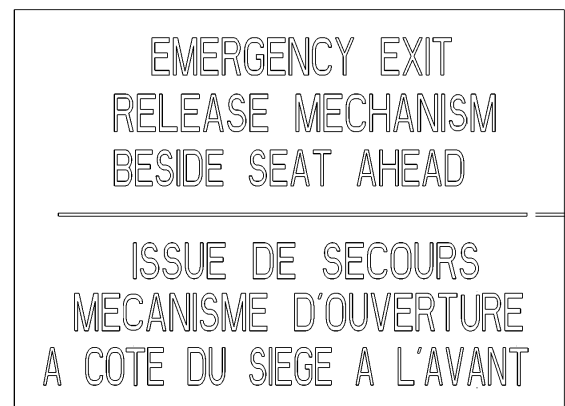 EMERGENCY EXIT
RELEASE MECHANISM
BESIDE SEAT AHEAD
ISSUE DE SECOURS
MECANISME D'OUVERTURE
A COTE DU SIEGE A L'AVANT